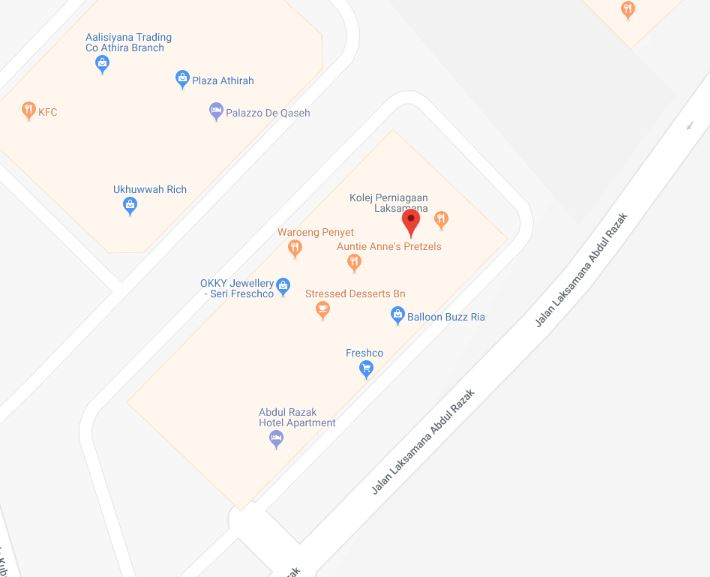 Aalisiyana Trading
Co Athira Branch
Plaza Athirah
KFC
Palazzo De Qaseh
Ukhuwwah Rich
Kolej Perniagaan
Laksamana
Waroeng Penyet
Auntie Anne's Pretzels
OKKY Jewellery
- Seri Freschco
Stressed Desserts Bn
Balloon Buzz Ria
Freshco
Abdul Razak
Hotel Apartment
Jalan Laksamana Abdul Razak
Jalan Laksamana Abdul Razak